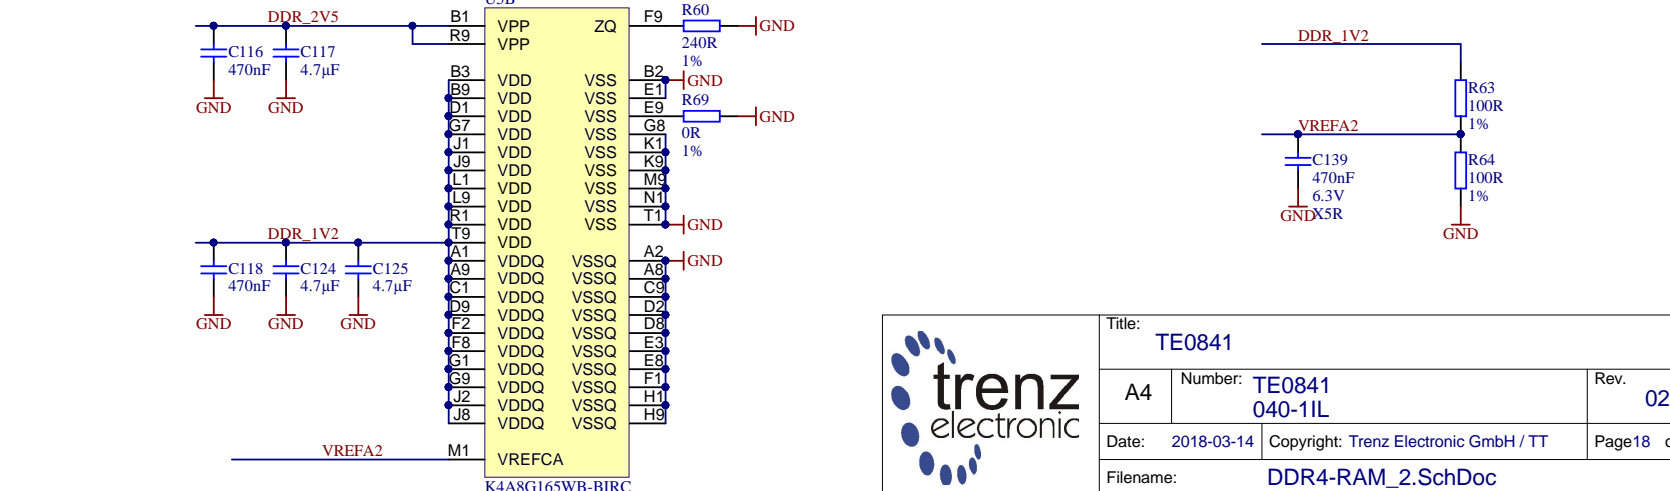 DDR_2V5
C116
470nF
GND
C117
4.7µF
GND
DDR_1V2
C118
470nF
GND
C124
4.7µF
GND
C125
4.7µF
GND
VREFA2
B1 VPP
R9 VPP
B3 VDD
B9 VDD
D1 VDD
G7 VDD
J1 VDD
J9 VDD
L1 VDD
L9 VDD
R1 VDD
T9 VDD
A1 VDDQ
A9 VDDQ
C1 VDDQ
D9 VDDQ
F2 VDDQ
F8 VDDQ
G1 VDDQ
G9 VDDQ
J2 VDDQ
J8 VDDQ
M1 VREFCA
ZQ F9
VSS B2
VSS E1
VSS E9
VSS G8
VSS K1
VSS K9
VSS M9
VSS N1
VSS T1
VSSQ A2
VSSQ A8
VSSQ C9
VSSQ D2
VSSQ D8
VSSQ E3
VSSQ E8
VSSQ F1
VSSQ H1
VSSQ H9
K4A8G165WB-BIRC
R60
240R
1%
GND
GND
R69
0R
1%
GND
GND
GND
DDR_1V2
R63
100R
1%
VREFA2
C139
470nF
6.3V
X5R
GND
R64
100R
1%
GND
trenz
electronic
Title:
TE0841
A4
Number: TE0841
040-1IL
Rev.
02
Date: 2018-03-14
Copyright: Trenz Electronic GmbH / TT
Page18
Filename: DDR4-RAM_2.SchDoc